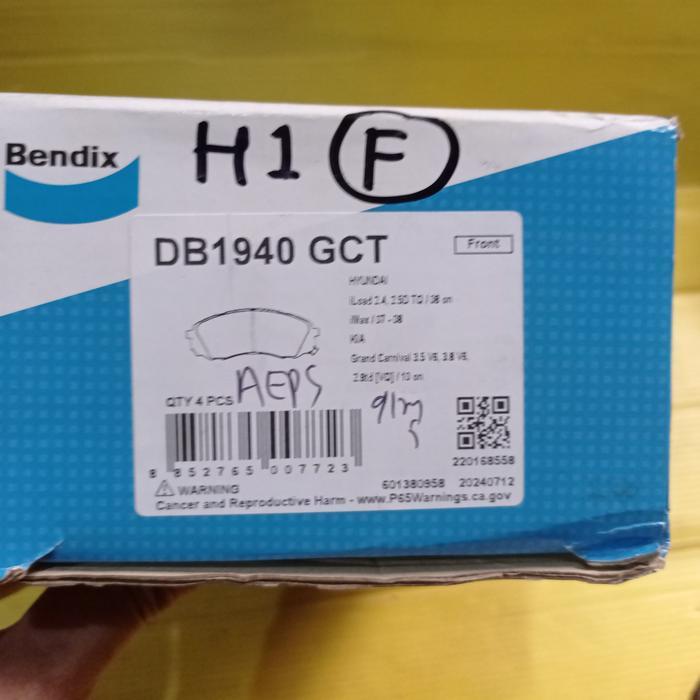 Bendix
H1 F
DB1940 GCT
Front
HYUNDAI
iLoad 2.4, 2.5D TQ / 08 on
iMax / 07 - 08
KIA
Grand Carnival 3.5 V6, 3.8 V6,
[VQ] / 10 on
QTY 4 PCS
AEPS
8 852765 007723
220168558
WARNING
601380958 20240712
Cancer and Reproductive Harm - www.P65Warnings.ca.gov